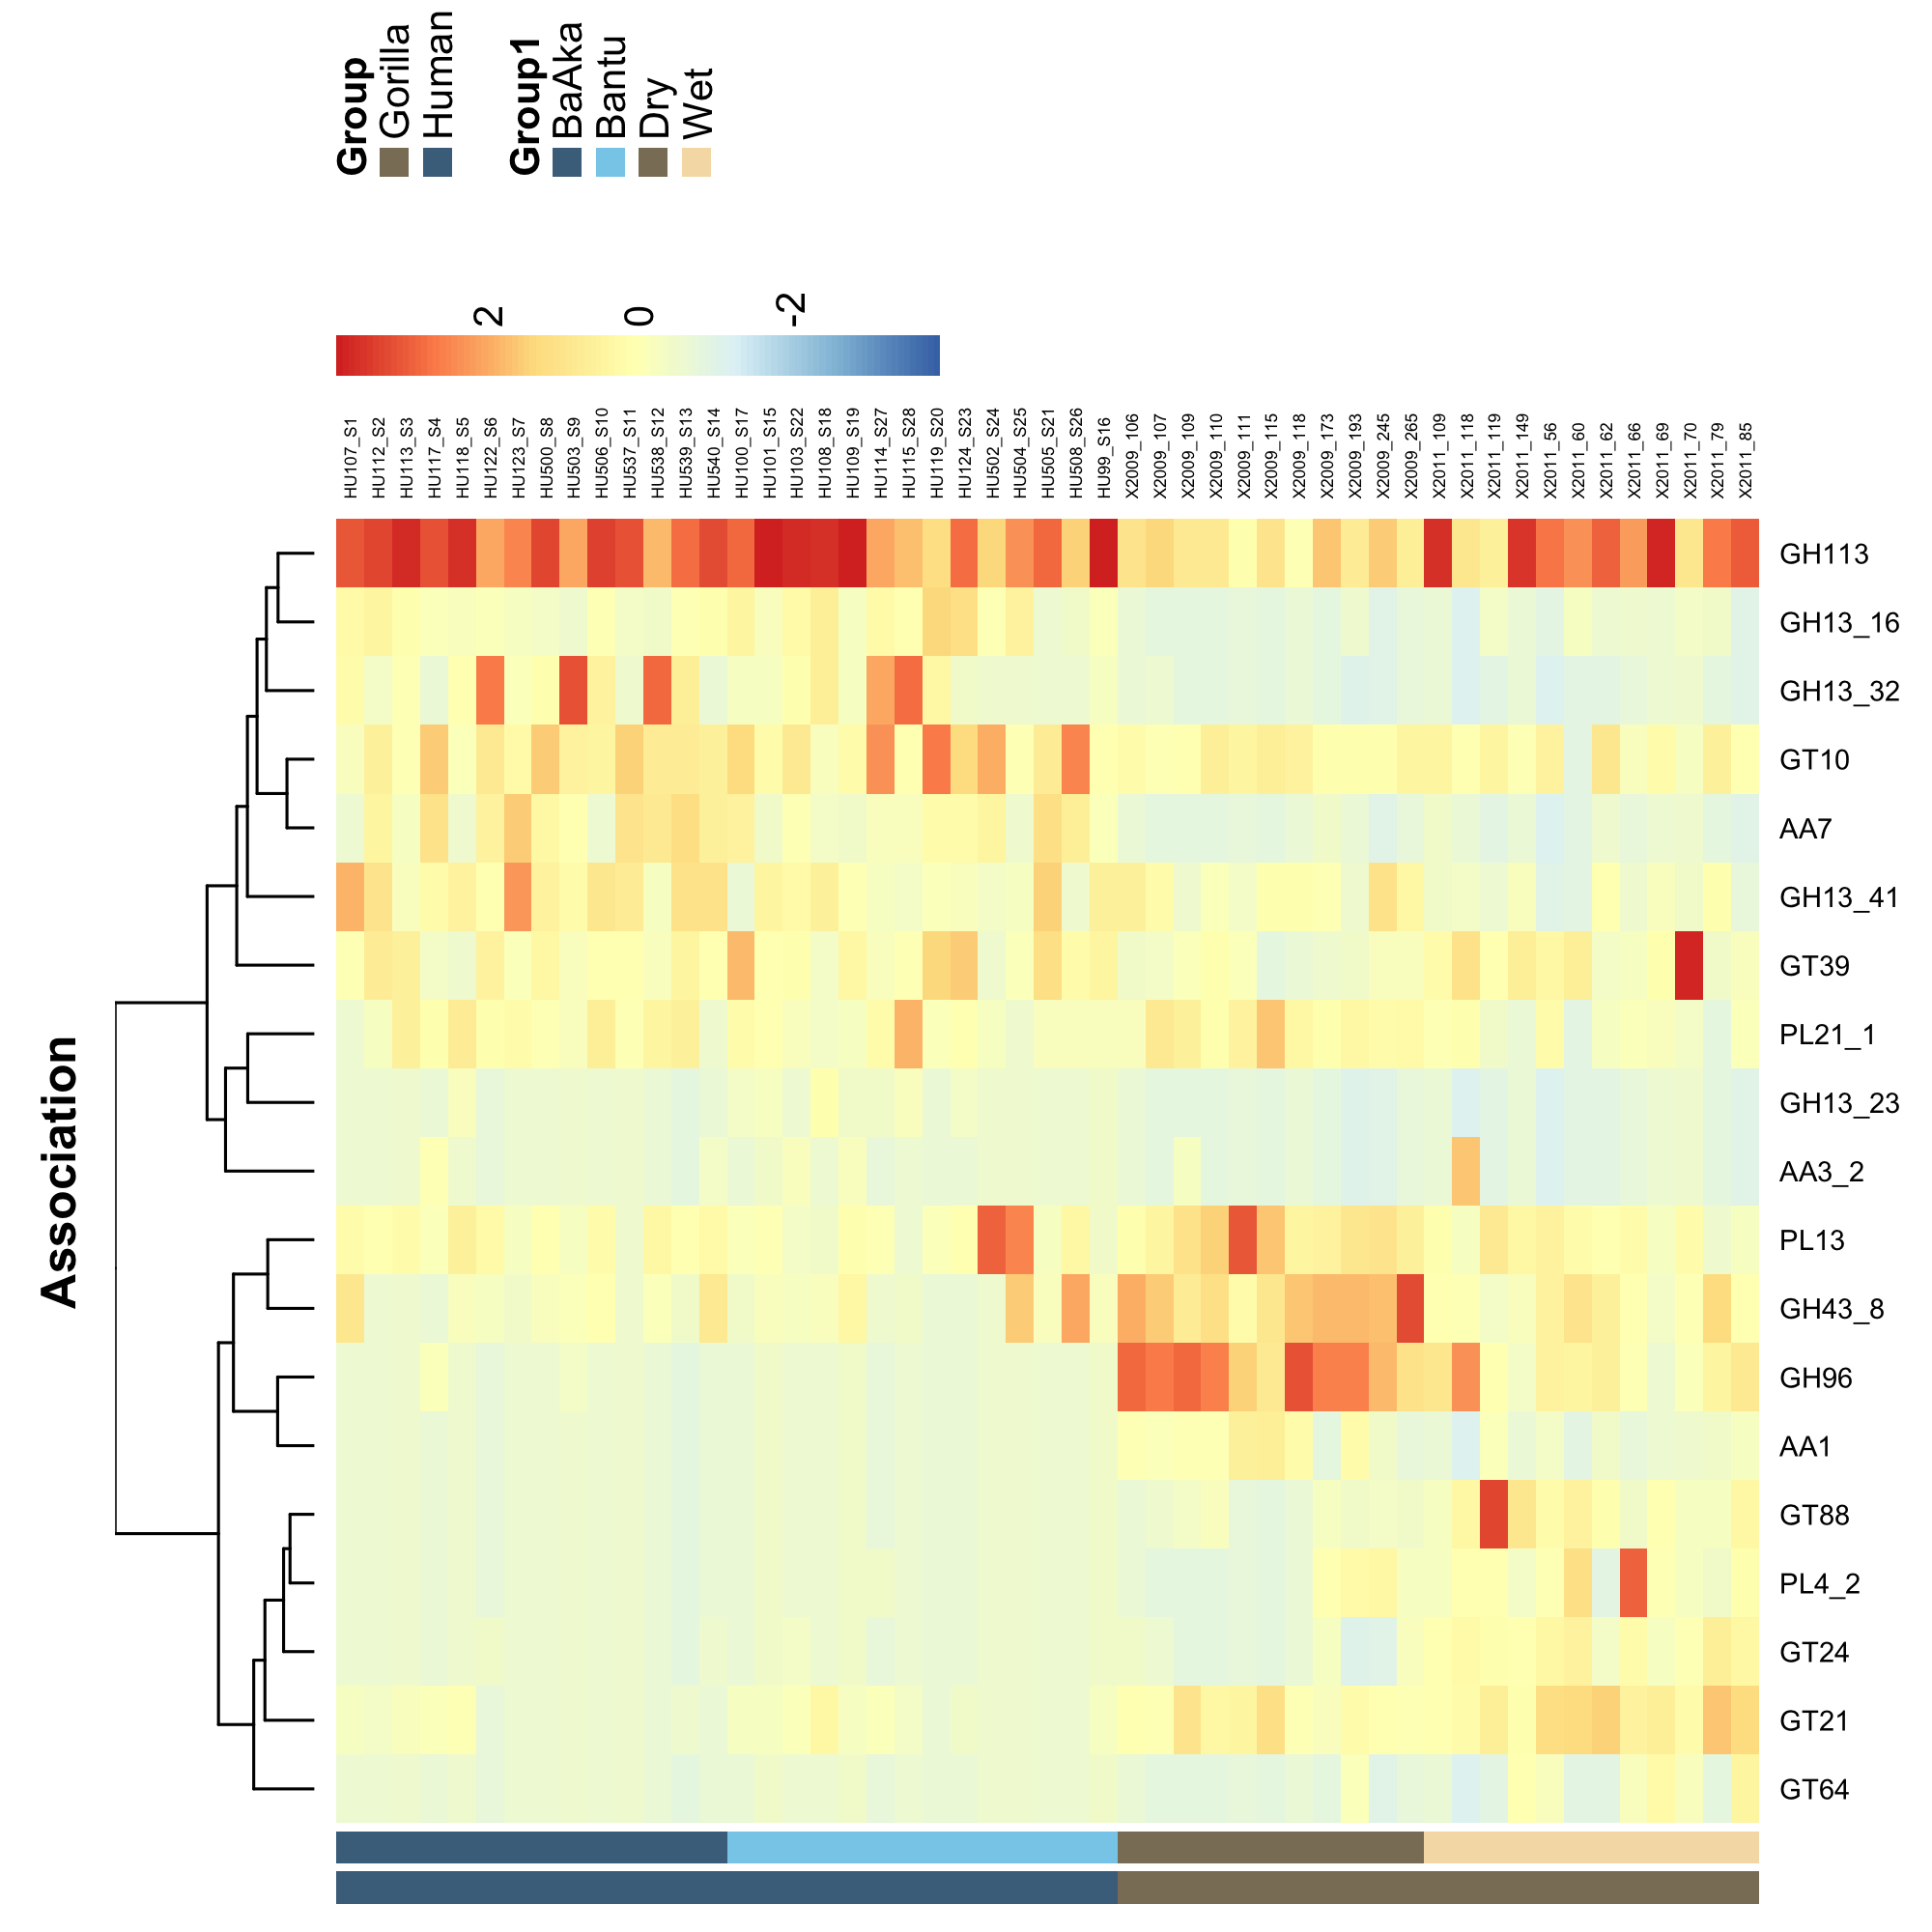 Group
Gorilla
Human
Group1
BaAka
Bantu
Dry
Wet
2
0
-2
HU107_S1
HU112_S2
HU113_S3
HU117_S4
HU118_S5
HU122_S6
HU123_S7
HU500_S8
HU503_S9
HU506_S10
HU537_S11
HU538_S12
HU539_S13
HU540_S14
HU100_S17
HU101_S15
HU103_S22
HU108_S18
HU109_S19
HU114_S27
HU115_S28
HU119_S20
HU124_S23
HU502_S24
HU504_S25
HU505_S21
HU508_S26
HU99_S16
X2009_106
X2009_107
X2009_109
X2009_110
X2009_111
X2009_115
X2009_118
X2009_173
X2009_193
X2009_245
X2009_265
X2011_109
X2011_118
X2011_119
X2011_149
X2011_56
X2011_60
X2011_62
X2011_66
X2011_69
X2011_70
X2011_79
X2011_85
GH113
GH13_16
GH13_32
GT10
AA7
GH13_41
GT39
PL21_1
GH13_23
AA3_2
PL13
GH43_8
GH96
AA1
GT88
PL4_2
GT24
GT21
GT64
Association